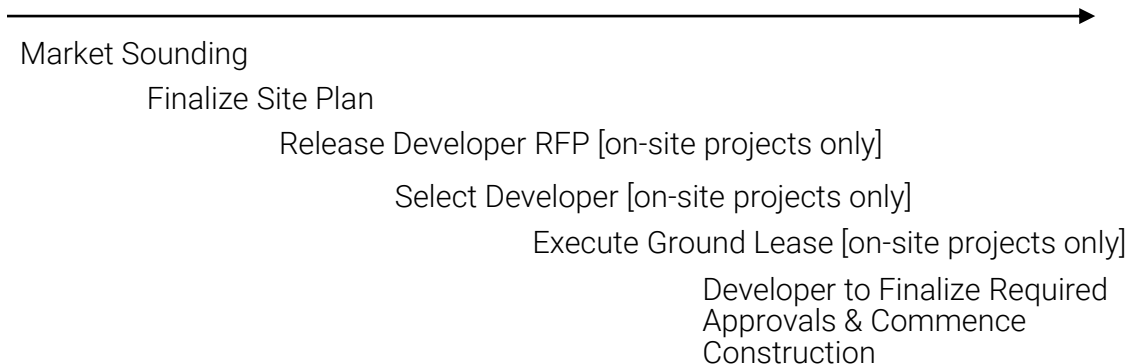 Market Sounding
Finalize Site Plan
Release Developer RFP [on-site projects only]
Select Developer [on-site projects only]
Execute Ground Lease [on-site projects only]
Developer to Finalize Required
Approvals & Commence
Construction